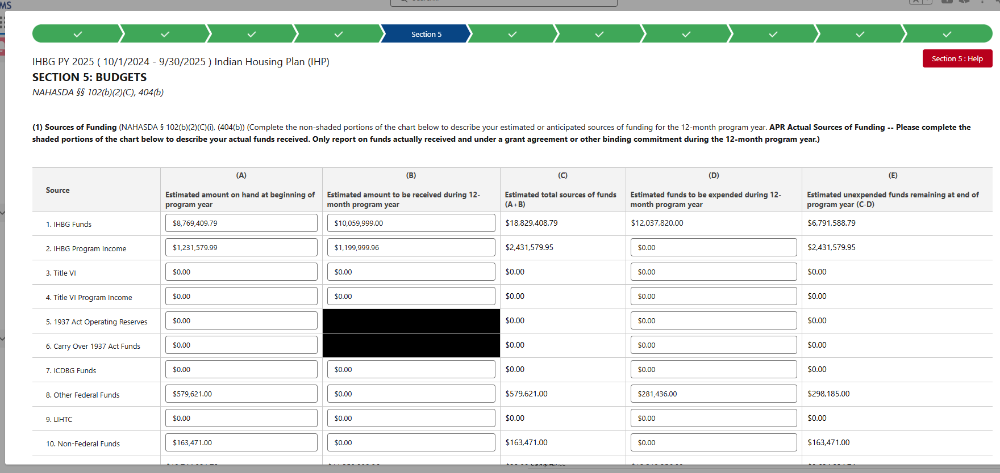 MS
Section 5
IHBG PY 2025 ( 10/1/2024 - 9/30/2025 ) Indian Housing Plan (IHP)
Section 5 : Help
SECTION 5: BUDGETS
NAHASDA §§ 102(b)(2)(C), 404(b)
(1) Sources of Funding (NAHASDA § 102(b)(2)(C)(i), (404(b)) (Complete the non-shaded portions of the chart below to describe your estimated or anticipated sources of funding for the 12-month program year. APR Actual Sources of Funding -- Please complete the
shaded portions of the chart below to describe your actual funds received. Only report on funds actually received and under a grant agreement or other binding commitment during the 12-month program year.)
(A) (B) (C) (D) (E)
Source
Estimated amount on hand at beginning of Estimated amount to be received during 12- Estimated total sources of funds Estimated funds to be expended during 12- Estimated unexpended funds remaining at end of
program year month program year (A+B) month program year program year (C-D)
1. IHBG Funds $8,769,409.79 $10,059,999.00 $18,829,408.79 $12,037,820.00 $6,791,588.79
2. IHBG Program Income $1,231,579.99 $1,199,999.96 $2,431,579.95 $0.00 $2,431,579.95
3. Title VI $0.00 $0.00 $0.00 $0.00 $0.00
4. Title VI Program Income $0.00 $0.00 $0.00 $0.00 $0.00
5. 1937 Act Operating Reserves $0.00 $0.00 $0.00 $0.00
6. Carry Over 1937 Act Funds $0.00 $0.00 $0.00 $0.00
7. ICDBG Funds $0.00 $0.00 $0.00 $0.00 $0.00
8. Other Federal Funds $579,621.00 $0.00 $579,621.00 $281,436.00 $298,185.00
9. LIHTC $0.00 $0.00 $0.00 $0.00 $0.00
10. Non-Federal Funds $163,471.00 $0.00 $163,471.00 $0.00 $163,471.00